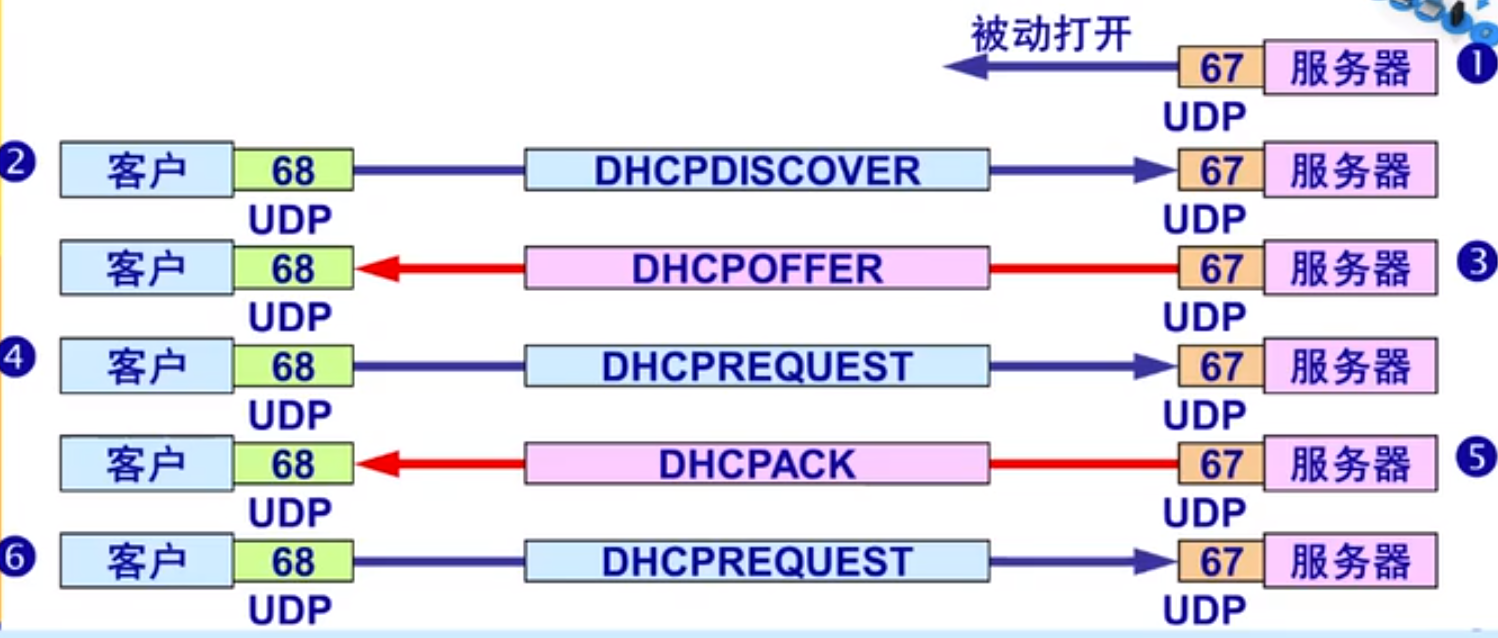 被动打开
67 服务器 ❶
UDP
❷ 客户 68 DHCPDISCOVER 67 服务器
UDP UDP
客户 68 DHCPOFFER 67 服务器 ❸
UDP UDP
❹ 客户 68 DHCPREQUEST 67 服务器
UDP UDP
客户 68 DHCPACK 67 服务器 ❺
UDP UDP
❻ 客户 68 DHCPREQUEST 67 服务器
UDP UDP